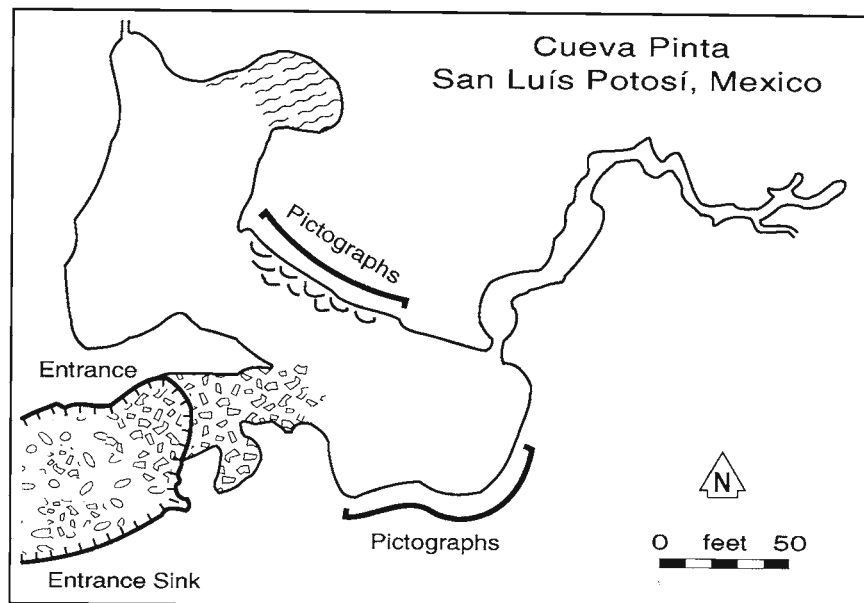 Cueva Pinta
San Luís Potosí, Mexico
Pictographs
Entrance
N
0 feet 50
Pictographs
Entrance Sink